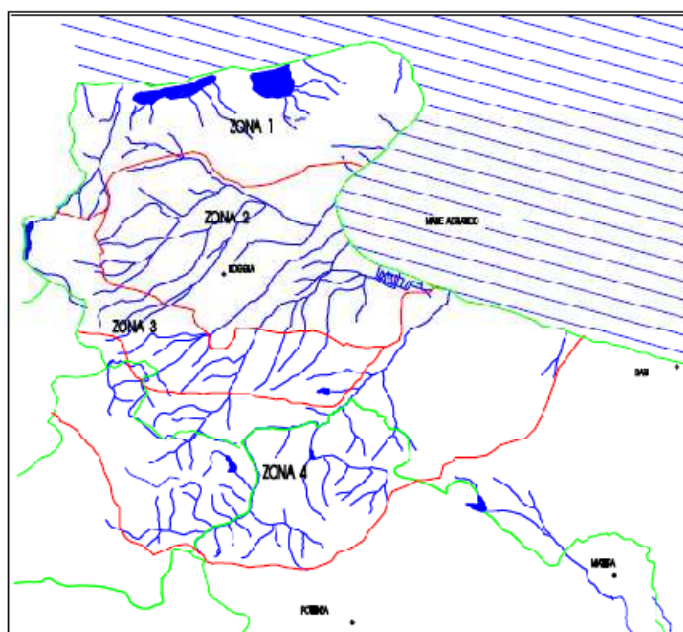 ZONA 1
ZONA 2
MARE ADRIATICO
FOGGIA
ZONA 3
BARI
ZONA 4
MATERA
POTENZA